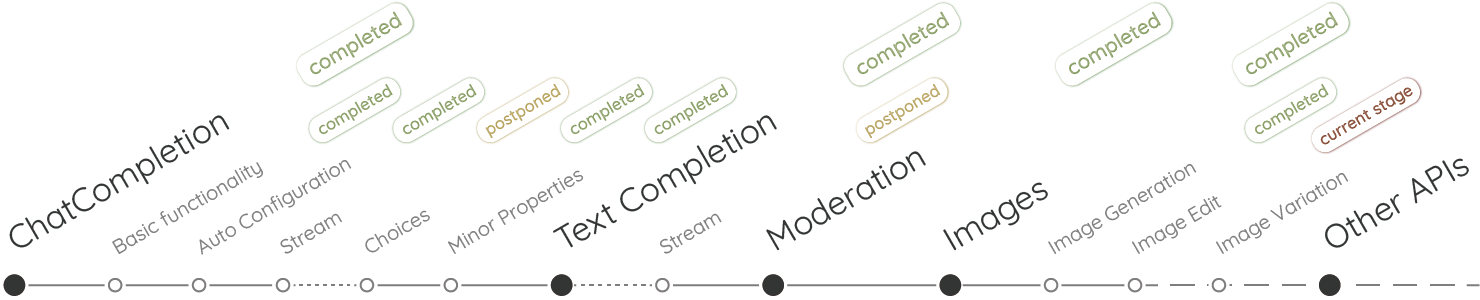 ChatCompletion completed
Basic functionality completed
Auto Configuration completed
Stream postponed
Choices completed
Minor Properties completed
Text Completion completed
Stream postponed
Moderation completed
Images completed
Image Generation completed
Image Edit current stage
Image Variation
Other APIs